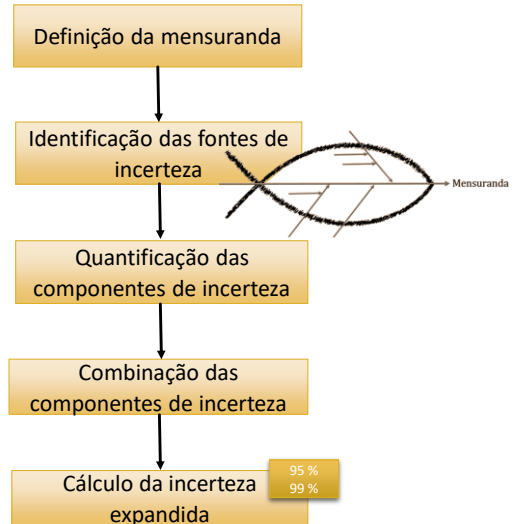 Definição da mensuranda
Identificação das fontes de
incerteza
Mensuranda
Quantificação das
componentes de incerteza
Combinação das
componentes de incerteza
Cálculo da incerteza
expandida
95 %
99 %